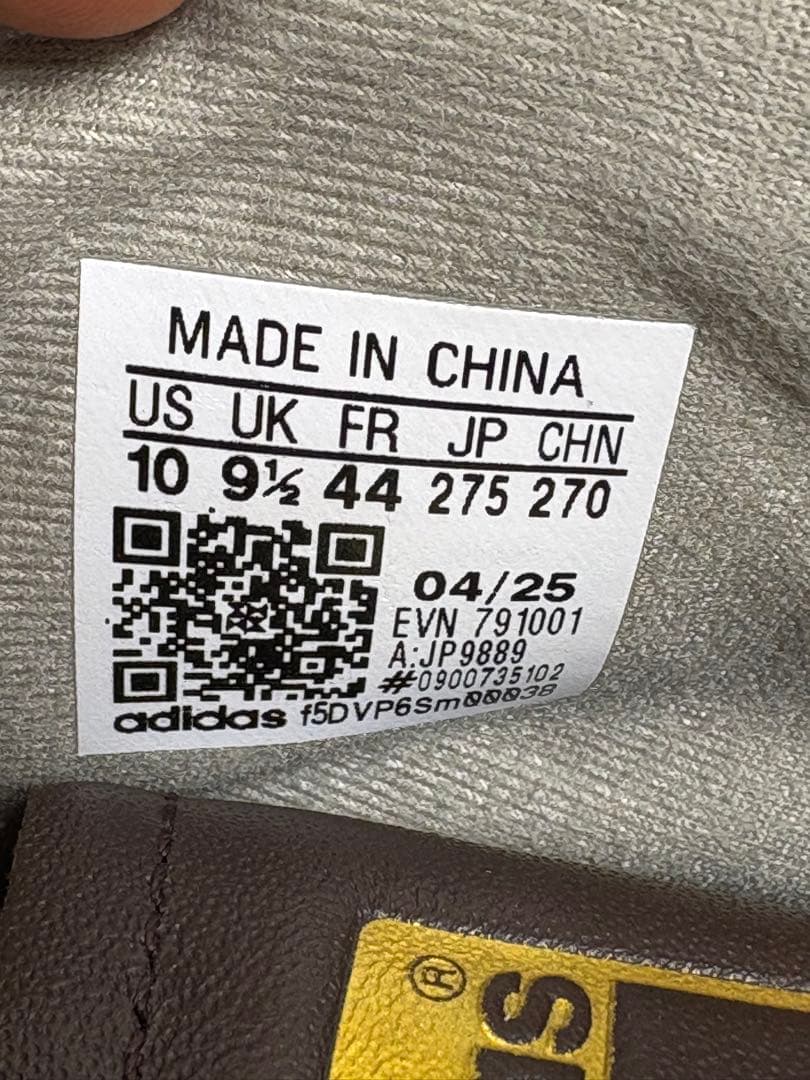 MADE IN CHINA
US UK FR JP CHN
10 9½ 44 275 270
04/25
EVN 791001
A:JP9889
#0900735102
adidas f5DVP6Sm00038
®